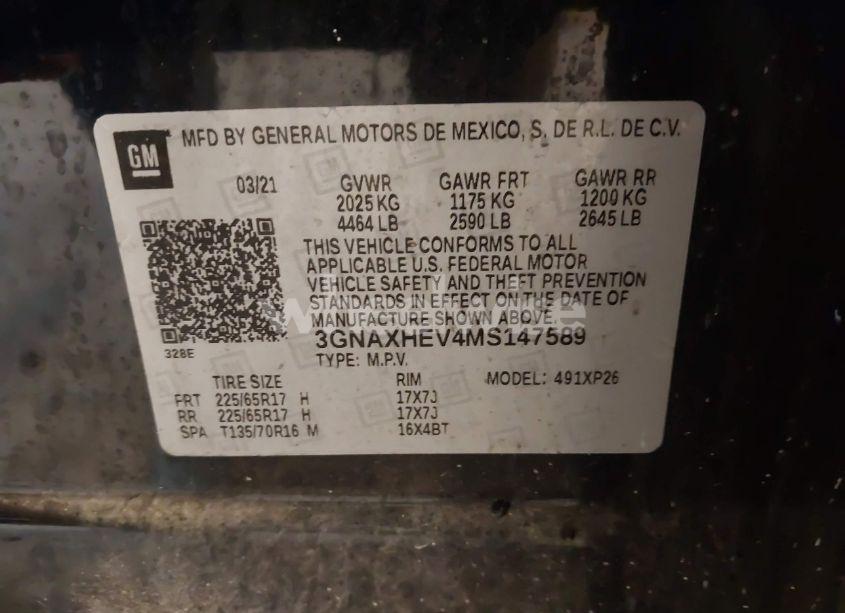 GM
MFD BY GENERAL MOTORS DE MEXICO, S. DE R.L. DE C.V.
03/21 GVWR GAWR FRT GAWR RR
2025 KG 1175 KG 1200 KG
4464 LB 2590 LB 2645 LB
THIS VEHICLE CONFORMS TO ALL
APPLICABLE U.S. FEDERAL MOTOR
VEHICLE SAFETY AND THEFT PREVENTION
STANDARDS IN EFFECT ON THE DATE OF
MANUFACTURE SHOWN ABOVE.
328E
3GNAXHEV4MS147589
TYPE: M.P.V.
TIRE SIZE RIM MODEL: 491XP26
FRT 225/65R17 H 17X7J
RR 225/65R17 H 17X7J
SPA T135/70R16 M 16X4BT